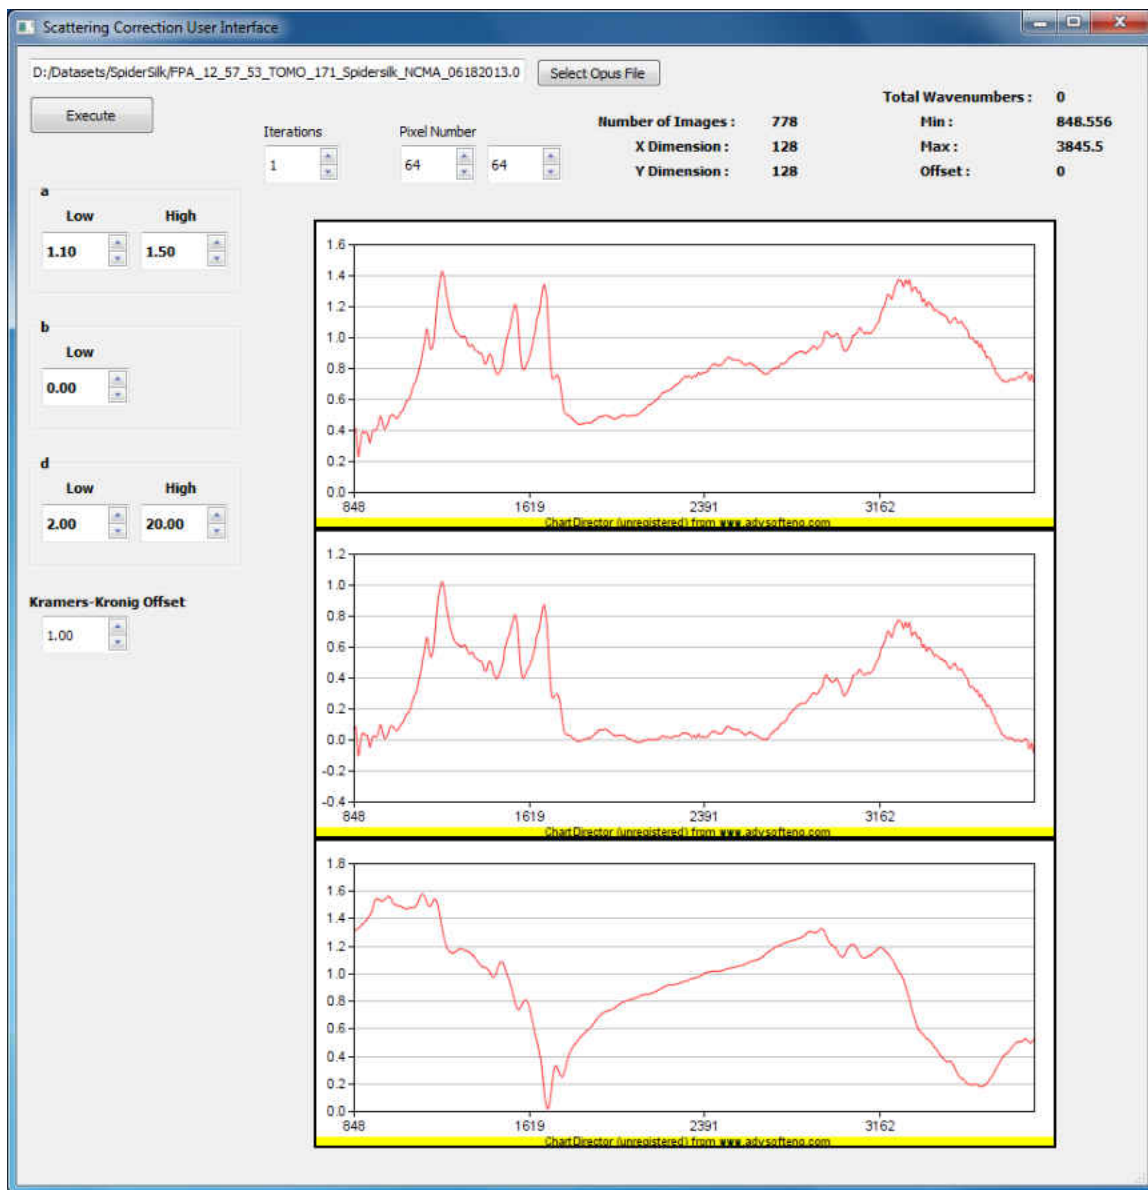 Scattering Correction User Interface
D:/Datasets/SpiderSilk/FPA_12_57_53_TOMO_171_Spidersilk_NCMA_06182013.0 Select Opus File
Execute
Iterations
1
Pixel Number
64 64
Number of Images : 778
X Dimension : 128
Y Dimension : 128
Total Wavenumbers : 0
Min : 848.556
Max : 3845.5
Offset : 0
a
Low High
1.10 1.50
b
Low
0.00
d
Low High
2.00 20.00
Kramers-Kronig Offset
1.00
1.6
1.4
1.2
1.0
0.8
0.6
0.4
0.2
0.0
848 1619 2391 3162
ChartDirector (unregistered) from www.advsofteng.com
1.2
1.0
0.8
0.6
0.4
0.2
0.0
-0.2
-0.4
848 1619 2391 3162
ChartDirector (unregistered) from www.advsofteng.com
1.8
1.6
1.4
1.2
1.0
0.8
0.6
0.4
0.2
0.0
848 1619 2391 3162
ChartDirector (unregistered) from www.advsofteng.com